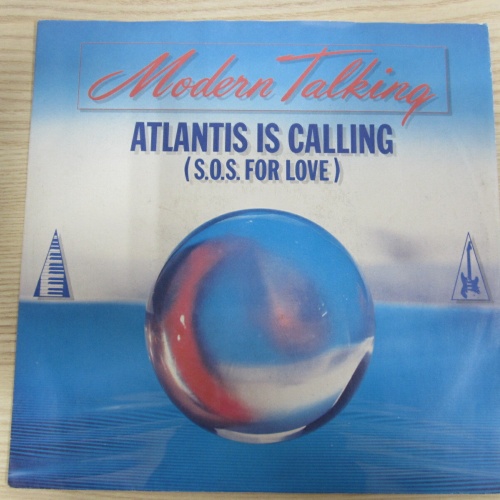 Modern Talking
ATLANTIS IS CALLING
(S.O.S. FOR LOVE)